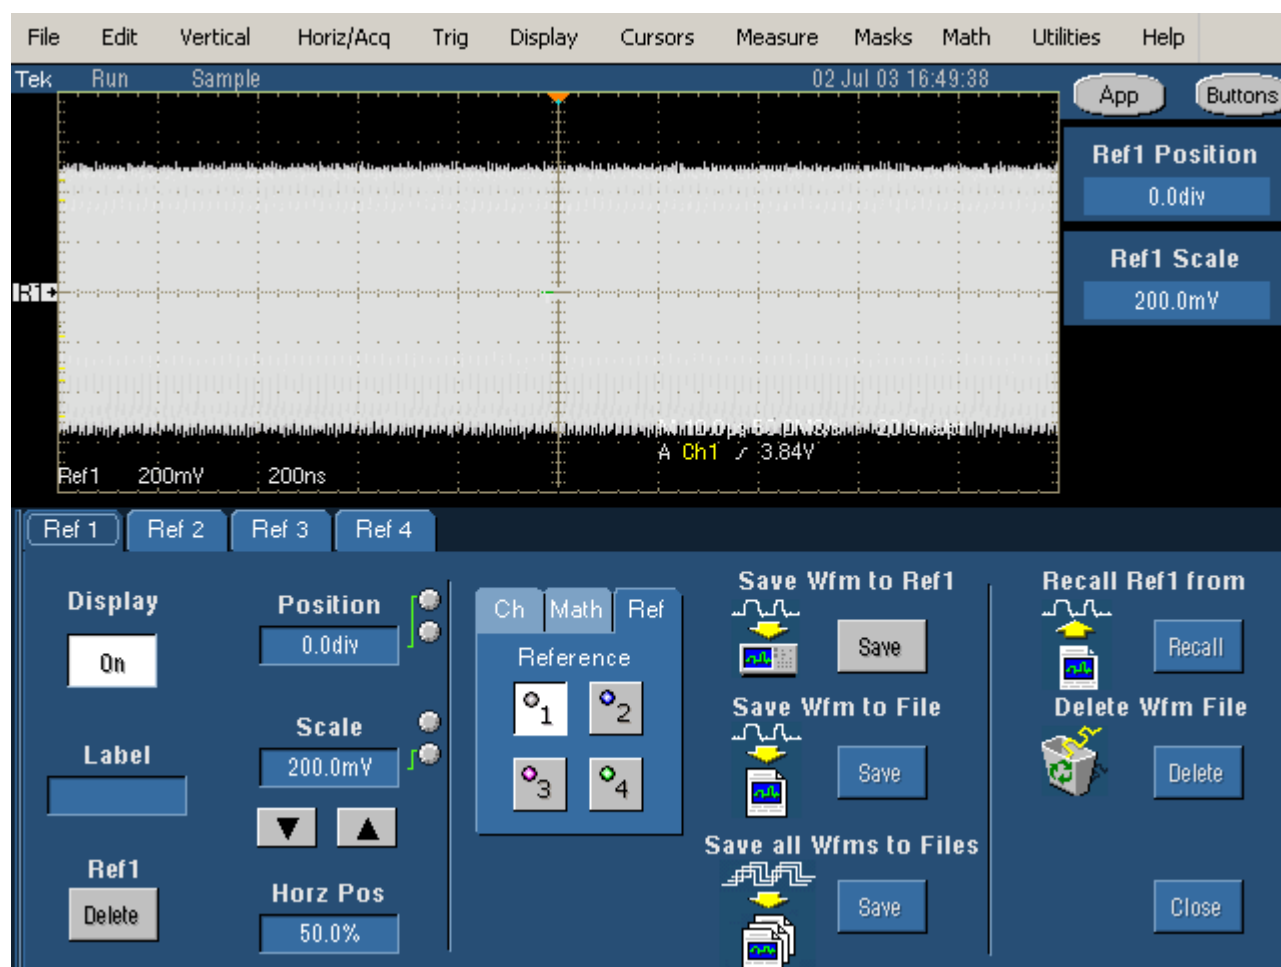 File Edit Vertical Horiz/Acq Trig Display Cursors Measure Masks Math Utilities Help
Tek Run Sample 02 Jul 03 16:49:38
App Buttons
Ref1 Position
0.0div
Ref1 Scale
200.0mV
R1
A Ch1 3.84V
Ref1 200mV 200ns
Ref 1 Ref 2 Ref 3 Ref 4
Display
On
Label
Ref1
Delete
Position
0.0div
Scale
200.0mV
Horz Pos
50.0%
Ch Math Ref
Reference
1 2
3 4
Save Wfm to Ref1
Save
Save Wfm to File
Save
Save all Wfms to Files
Save
Recall Ref1 from
Recall
Delete Wfm File
Delete
Close